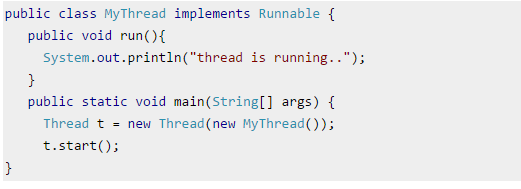 public class MyThread implements Runnable {
public void run(){
System.out.println("thread is running..");
}
public static void main(String[] args) {
Thread t = new Thread(new MyThread());
t.start();
}